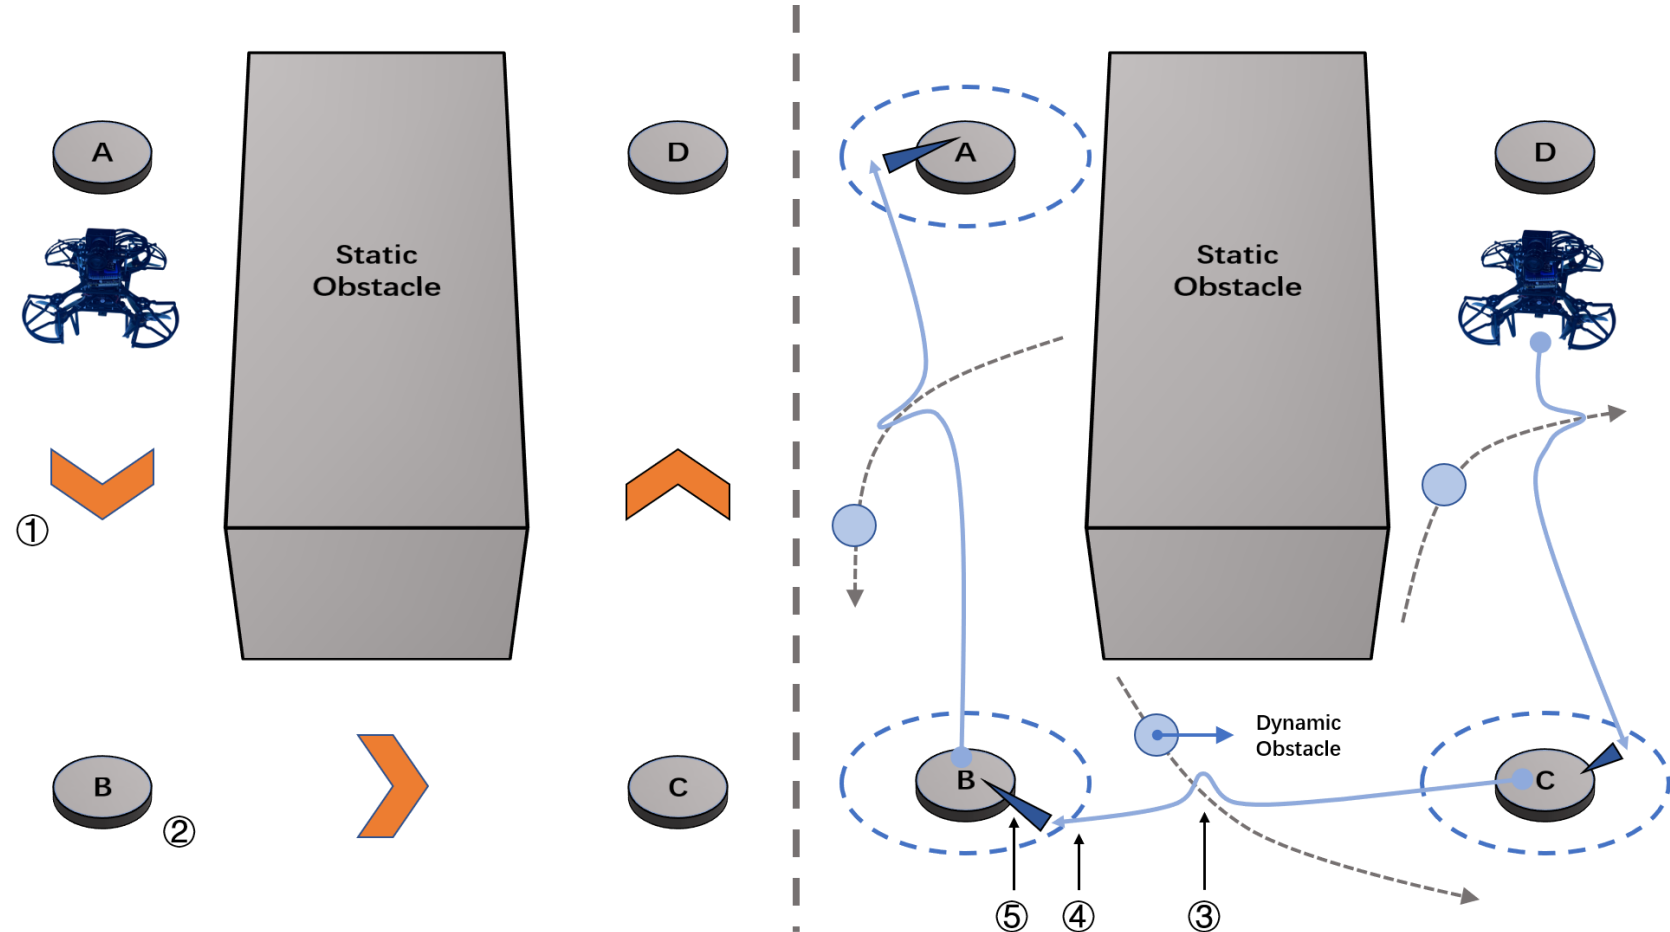 A
Static
Obstacle
D
①
B
②
C
A
Static
Obstacle
D
Dynamic
Obstacle
B
C
⑤
④
③